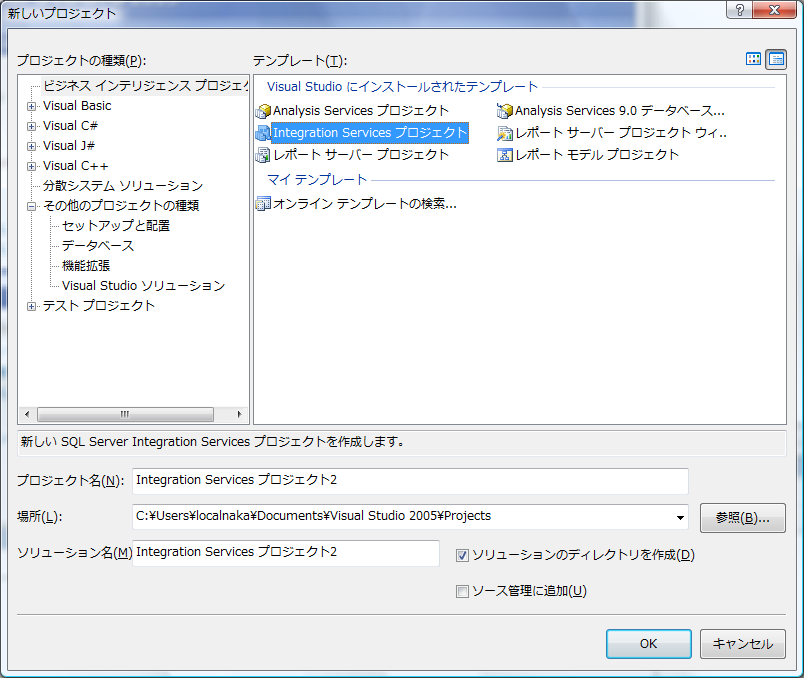 新しいプロジェクト
プロジェクトの種類(P):
テンプレート(T):
ビジネス インテリジェンス プロジェク
Visual Basic
Visual C#
Visual J#
Visual C++
分散システム ソリューション
その他のプロジェクトの種類
セットアップと配置
データベース
機能拡張
Visual Studio ソリューション
テスト プロジェクト
Visual Studio にインストールされたテンプレート
Analysis Services プロジェクト
Analysis Services 9.0 データベース...
Integration Services プロジェクト
レポート サーバー プロジェクト ウィ..
レポート サーバー プロジェクト
レポート モデル プロジェクト
マイ テンプレート
オンライン テンプレートの検索...
新しい SQL Server Integration Services プロジェクトを作成します。
プロジェクト名(N):
Integration Services プロジェクト2
場所(L):
C:¥Users¥localnaka¥Documents¥Visual Studio 2005¥Projects
参照(B)...
ソリューション名(M)
Integration Services プロジェクト2
ソリューションのディレクトリを作成(D)
ソース管理に追加(U)
OK
キャンセル